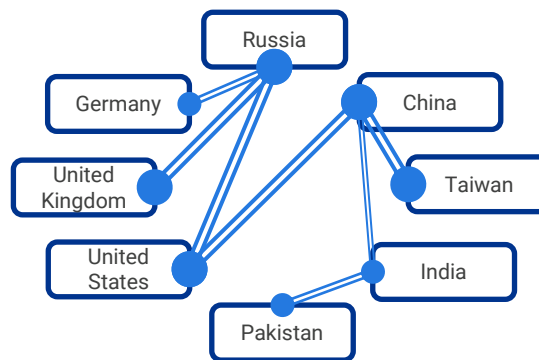 Russia
Germany
China
United
Kingdom
Taiwan
United
States
India
Pakistan